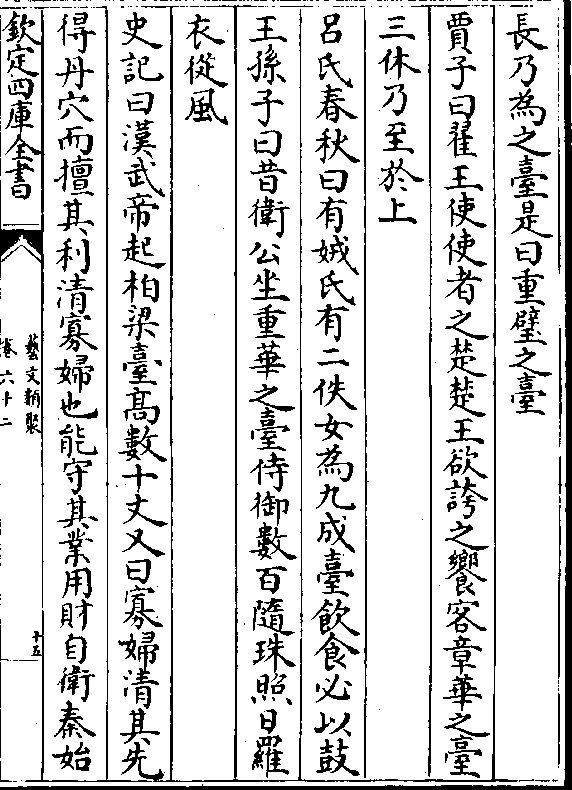 長乃為之臺是曰重璧之臺
賈子曰翟王使使者之楚楚王欲誇之饗客章華之臺
三休乃至於上
呂氏春秋曰有娀氏有二佚女為九成臺飲食必以鼓
王孫子曰昔衛公坐重華之臺侍御數百隨珠照日羅
衣從風
史記曰漢武帝起柏梁臺高數十丈又曰寡婦清其先
得丹穴而擅其利清寡婦也能守其業用財自衛秦始
欽定四庫全書
藝文類聚
卷六十二
十五